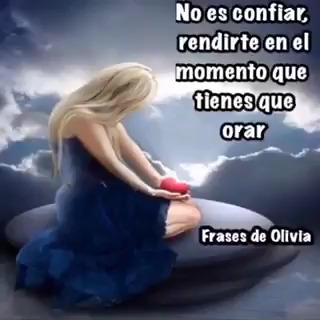 No es confiar,
rendirte en el
momento que
tienes que
orar
Frases de Olivia